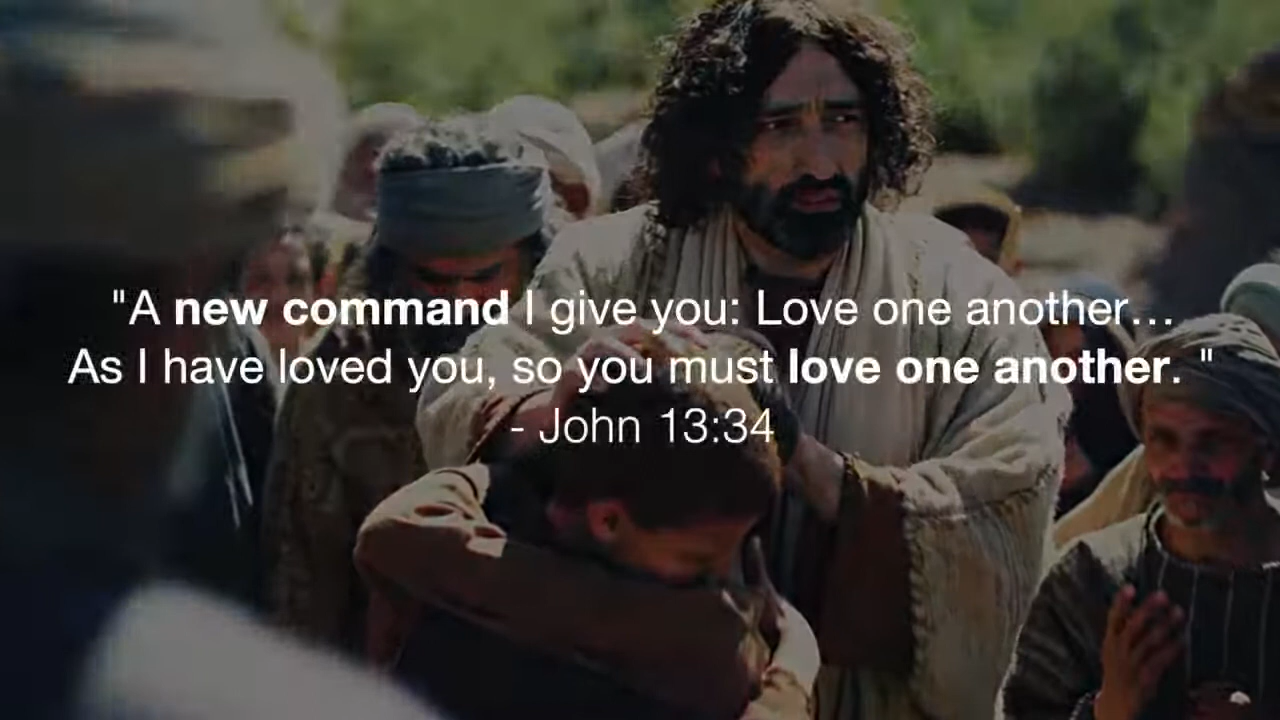 "A new command I give you: Love one another…
As I have loved you, so you must love one another. "
- John 13:34